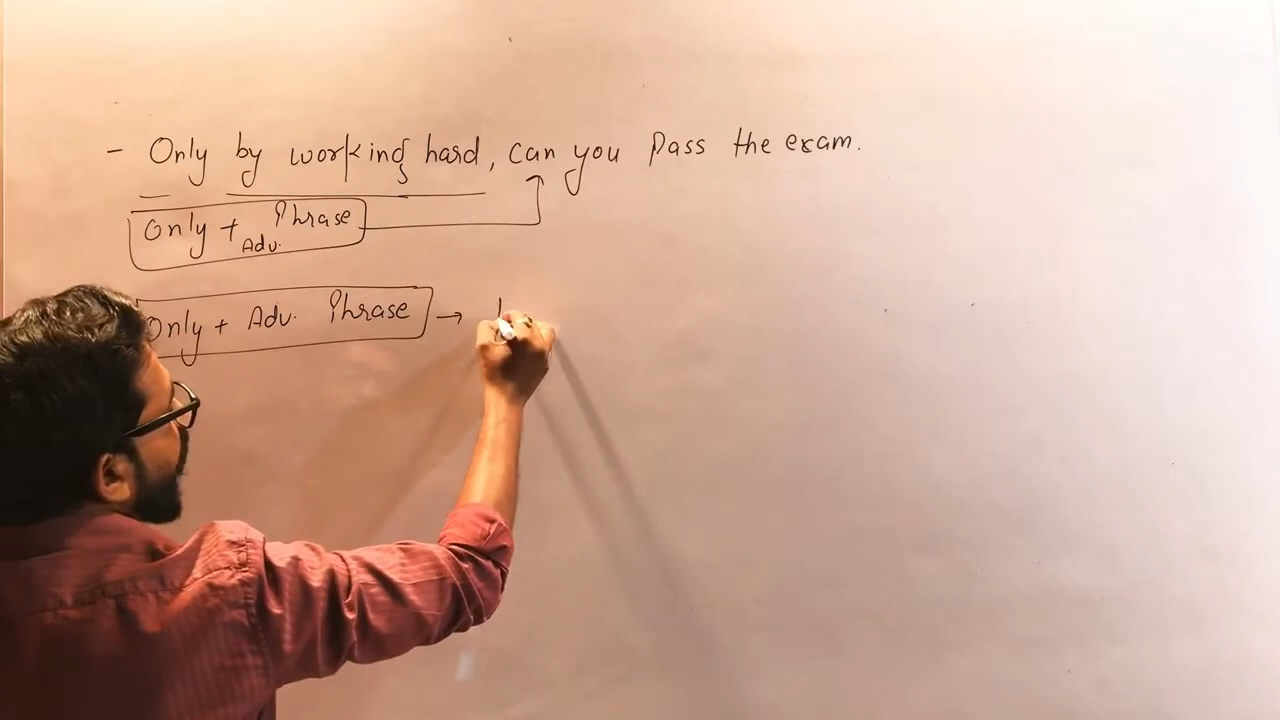 - Only by working hard, can you pass the exam.
Only + Adv. Phrase
Only + Adv. Phrase →